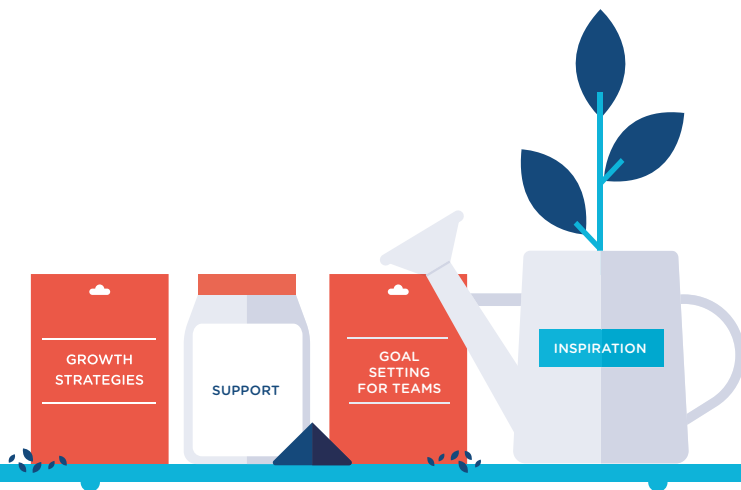 GROWTH
STRATEGIES
SUPPORT
GOAL
SETTING
FOR TEAMS
INSPIRATION